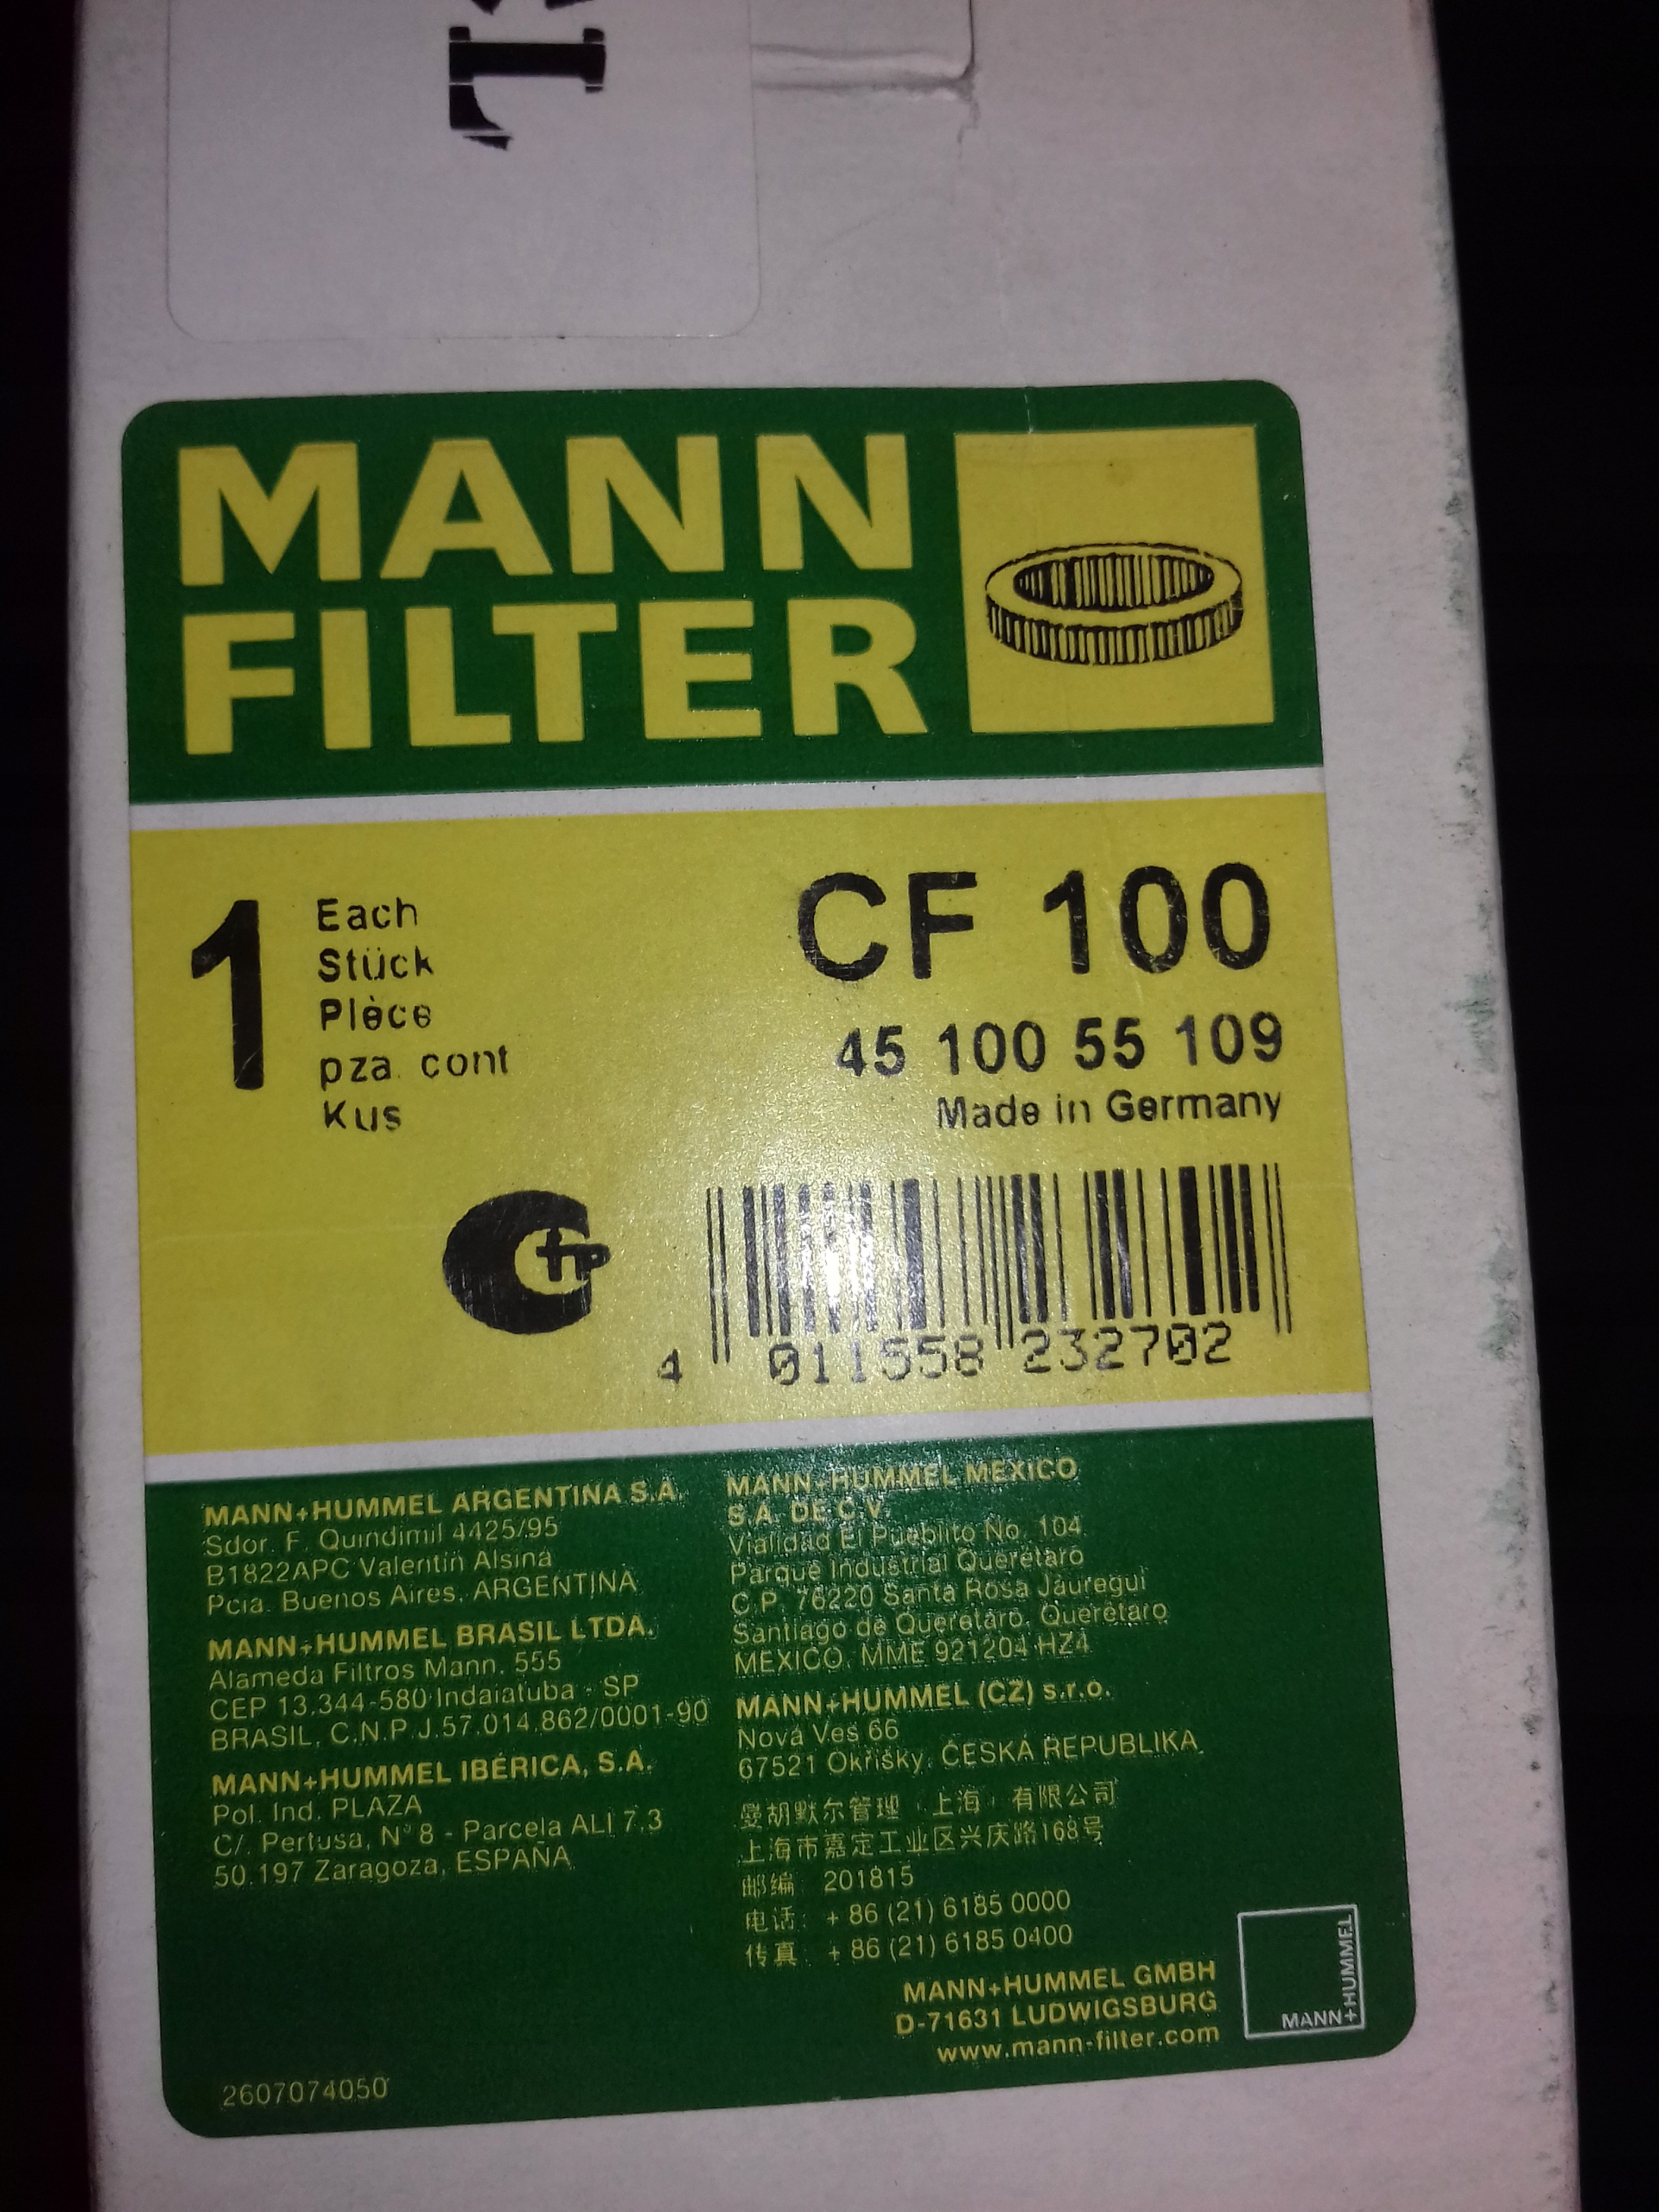 MANN
FILTER
1
Each
Stück
Pièce
pza. cont
Kus
CF 100
45 100 55 109
Made in Germany
4 011558 232702
MANN+HUMMEL ARGENTINA S.A.
Sdor. F. Quindimil 4425/95
B1822APC Valentin Alsina
Pcia. Buenos Aires, ARGENTINA
MANN+HUMMEL BRASIL LTDA.
Alameda Filtros Mann, 555
CEP 13.344-580 Indaiatuba - SP
BRASIL, C.N.P.J.57.014.862/0001-90
MANN+HUMMEL IBÉRICA, S.A.
Pol. Ind. PLAZA
C/. Pertusa, N° 8 - Parcela ALI 7.3
50.197 Zaragoza, ESPAÑA
MANN+HUMMEL MEXICO
S.A. DE C.V.
Vialidad El Pueblito No. 104
Parque Industrial Querétaro
C.P. 76220 Santa Rosa Jáuregui
Santiago de Querétaro, Querétaro
MEXICO, MME 921204 HZ4
MANN+HUMMEL (CZ) s.r.o.
Nová Ves 66
67521 Okříšky, ČESKÁ REPUBLIKA
曼胡默尔管理（上海）有限公司
上海市嘉定工业区兴庆路168号
邮编: 201815
电话: + 86 (21) 6185 0000
传真: + 86 (21) 6185 0400
MANN+HUMMEL GMBH
D-71631 LUDWIGSBURG
www.mann-filter.com
MANN+HUMMEL
2607074050